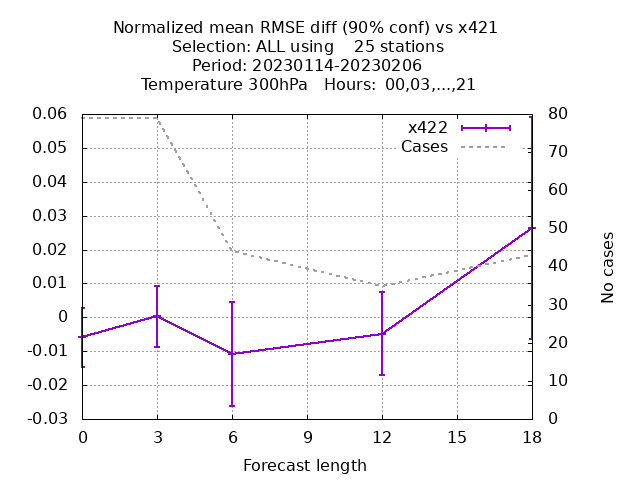 Normalized mean RMSE diff (90% conf) vs x421
Selection: ALL using    25 stations
Period: 20230114-20230206
Temperature 300hPa   Hours: 00,03,...,21
x422
Cases
0.06
0.05
0.04
0.03
0.02
0.01
0
-0.01
-0.02
-0.03
80
70
60
50
40
30
20
10
0
No cases
0 3 6 9 12 15 18
Forecast length